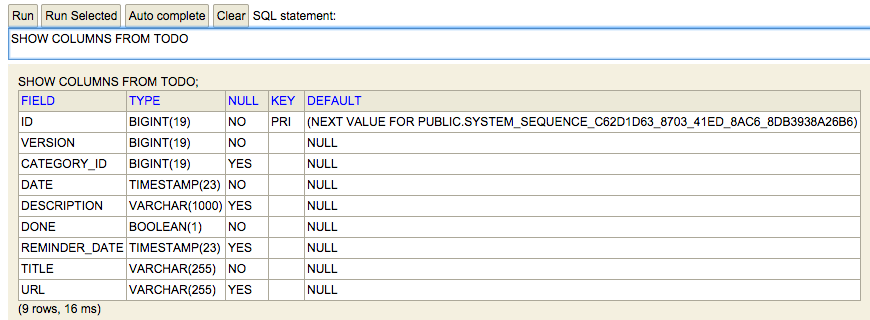 Run Run Selected Auto complete Clear SQL statement:
SHOW COLUMNS FROM TODO
SHOW COLUMNS FROM TODO;
FIELD TYPE NULL KEY DEFAULT
ID BIGINT(19) NO PRI (NEXT VALUE FOR PUBLIC.SYSTEM_SEQUENCE_C62D1D63_8703_41ED_8AC6_8DB3938A26B6)
VERSION BIGINT(19) NO NULL
CATEGORY_ID BIGINT(19) YES NULL
DATE TIMESTAMP(23) NO NULL
DESCRIPTION VARCHAR(1000) YES NULL
DONE BOOLEAN(1) NO NULL
REMINDER_DATE TIMESTAMP(23) YES NULL
TITLE VARCHAR(255) NO NULL
URL VARCHAR(255) YES NULL
(9 rows, 16 ms)